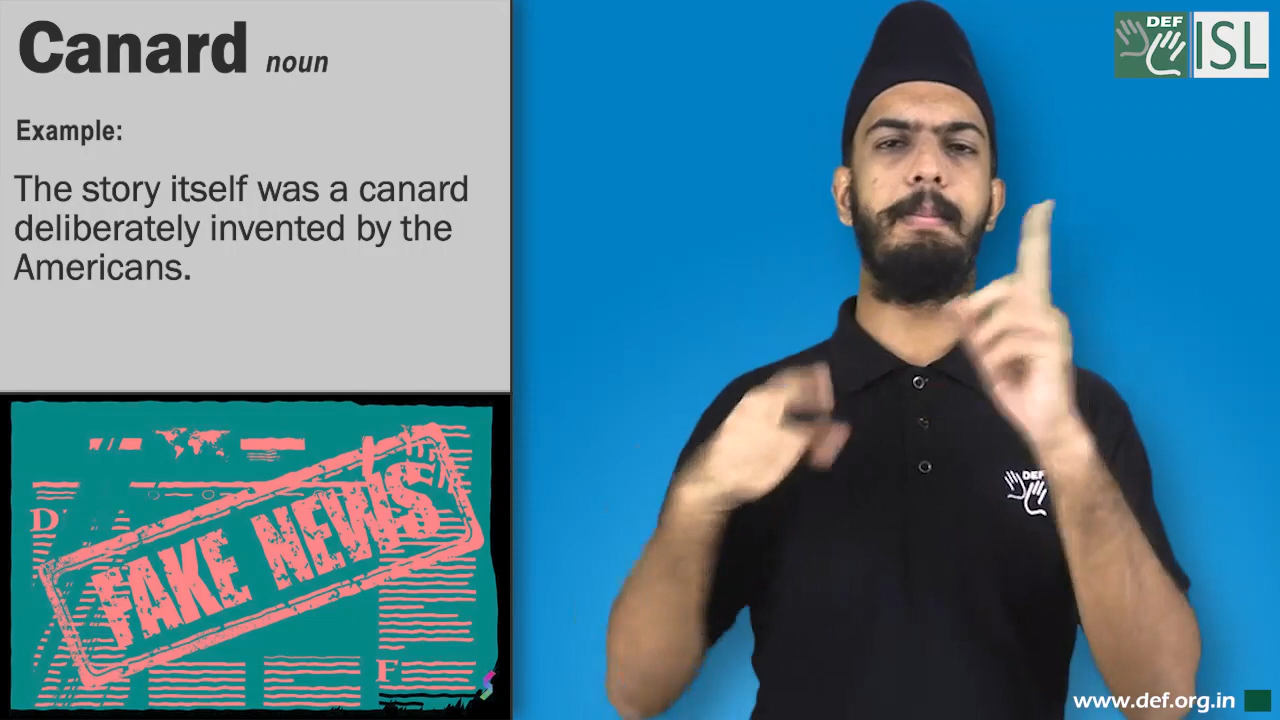 Canard noun
Example:
The story itself was a canard
deliberately invented by the
Americans.
FAKE NEWS
D
F
DEF
ISL
DEF
www.def.org.in